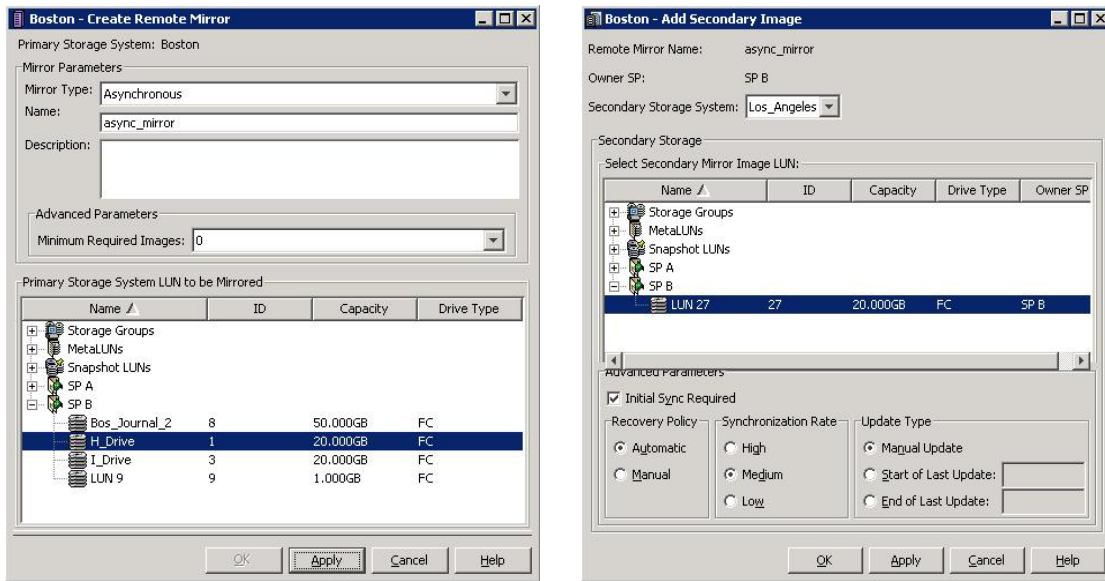 Boston - Create Remote Mirror
Primary Storage System: Boston
Mirror Parameters
Mirror Type: Asynchronous
Name: async_mirror
Description:
Advanced Parameters
Minimum Required Images: 0
Primary Storage System LUN to be Mirrored
Name ID Capacity Drive Type
Storage Groups
MetaLUNs
Snapshot LUNs
SP A
SP B
Bos_Journal_2 8 50.000GB FC
H_Drive 1 20.000GB FC
I_Drive 3 20.000GB FC
LUN 9 9 1.000GB FC
OK Apply Cancel Help
Boston - Add Secondary Image
Remote Mirror Name: async_mirror
Owner SP: SP B
Secondary Storage System: Los_Angeles
Secondary Storage
Select Secondary Mirror Image LUN:
Name ID Capacity Drive Type Owner SP
Storage Groups
MetaLUNs
Snapshot LUNs
SP A
SP B
LUN 27 27 20.000GB FC SP B
Advanced Parameters
Initial Sync Required
Recovery Policy Synchronization Rate Update Type
Automatic High Manual Update
Manual Medium Start of Last Update:
Low End of Last Update:
OK Apply Cancel Help